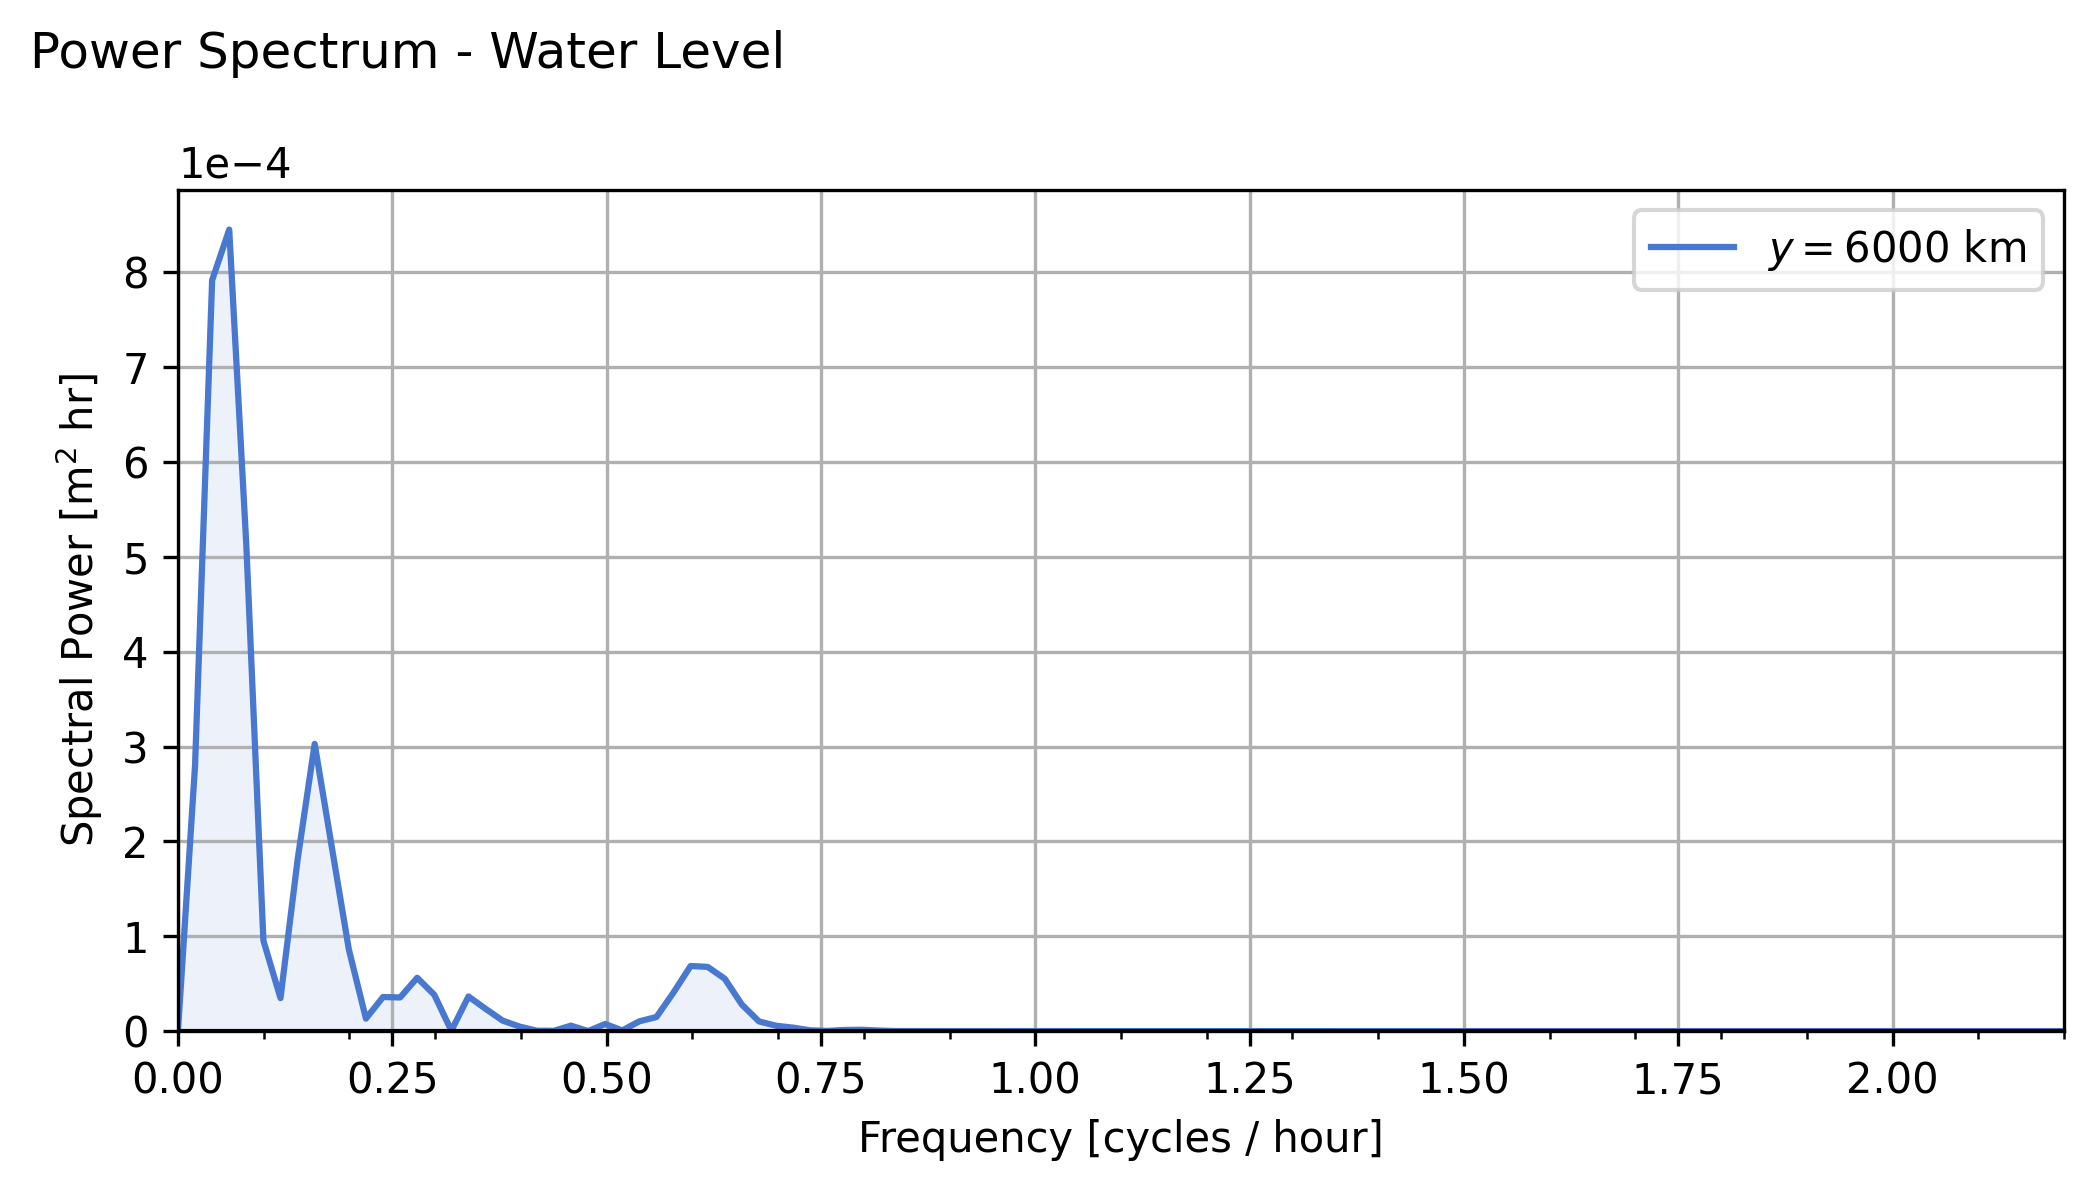 Power Spectrum - Water Level
1e−4
y = 6000 km
8
7
6
5
4
3
2
1
0
Spectral Power [m² hr]
0.00 0.25 0.50 0.75 1.00 1.25 1.50 1.75 2.00
Frequency [cycles / hour]